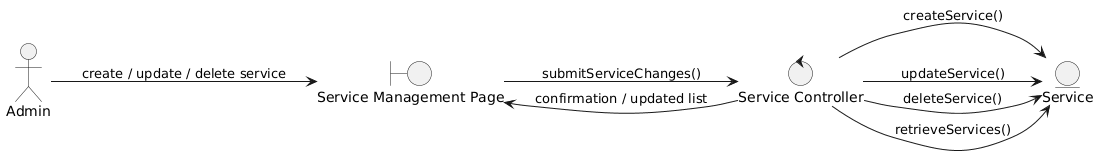 createService()
create / update / delete service
submitServiceChanges()
updateService()
confirmation / updated list
deleteService()
Admin
Service Management Page
Service Controller
Service
retrieveServices()